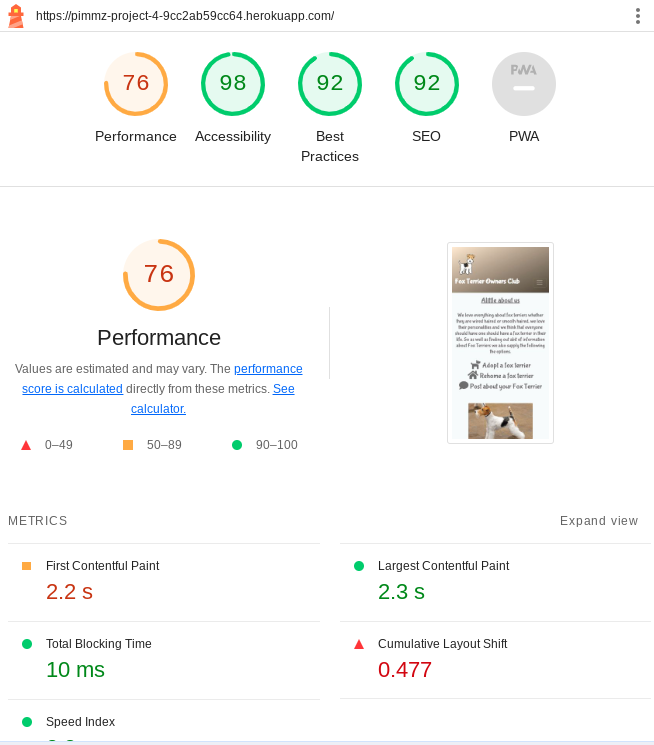 https://pimmz-project-4-9cc2ab59cc64.herokuapp.com/
76
98
92
92
PWA
Performance
Accessibility
Best
Practices
SEO
PWA
76
Performance
Values are estimated and may vary. The performance
score is calculated directly from these metrics. See
calculator.
0–49
50–89
90–100
Fox Terrier Owners Club
A little about us
We love everything about fox terriers whether
they are wired haired or smooth haired, we love
their personalities and we think that everyone
should have one should have a fox terrier in their
life. So as well as finding out alot of information
about Fox Terriers we also supply the following
the options.
Adopt a fox terrier
Rehome a fox terrier
Post about your Fox Terrier
METRICS
Expand view
First Contentful Paint
2.2 s
Largest Contentful Paint
2.3 s
Total Blocking Time
10 ms
Cumulative Layout Shift
0.477
Speed Index